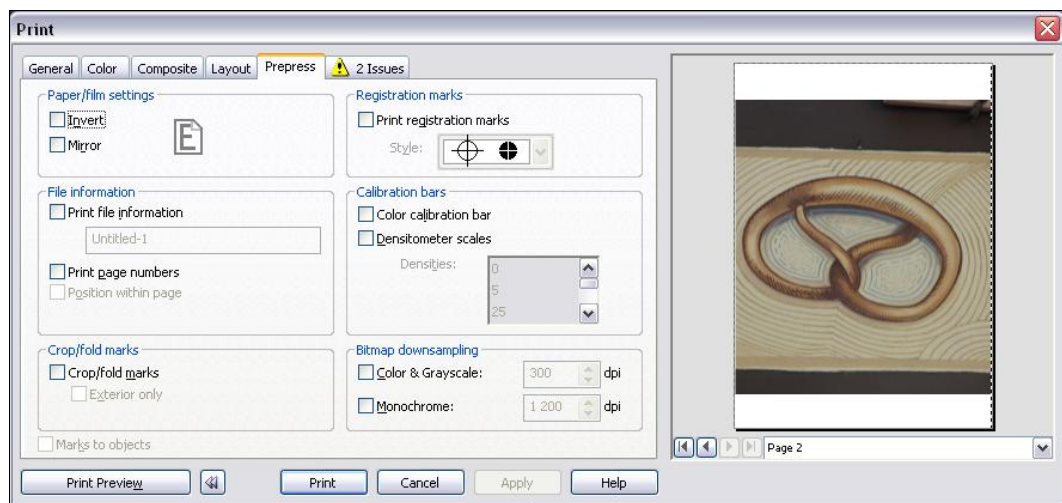 Print
General Color Composite Layout Prepress 2 Issues
Paper/film settings
Invert
Mirror
E
Registration marks
Print registration marks
Style:
File information
Print file information
Untitled-1
Print page numbers
Position within page
Calibration bars
Color calibration bar
Densitometer scales
Densities:
0
5
25
Crop/fold marks
Crop/fold marks
Exterior only
Bitmap downsampling
Color & Grayscale: 300 dpi
Monochrome: 1 200 dpi
Marks to objects
Page 2
Print Preview Print Cancel Apply Help